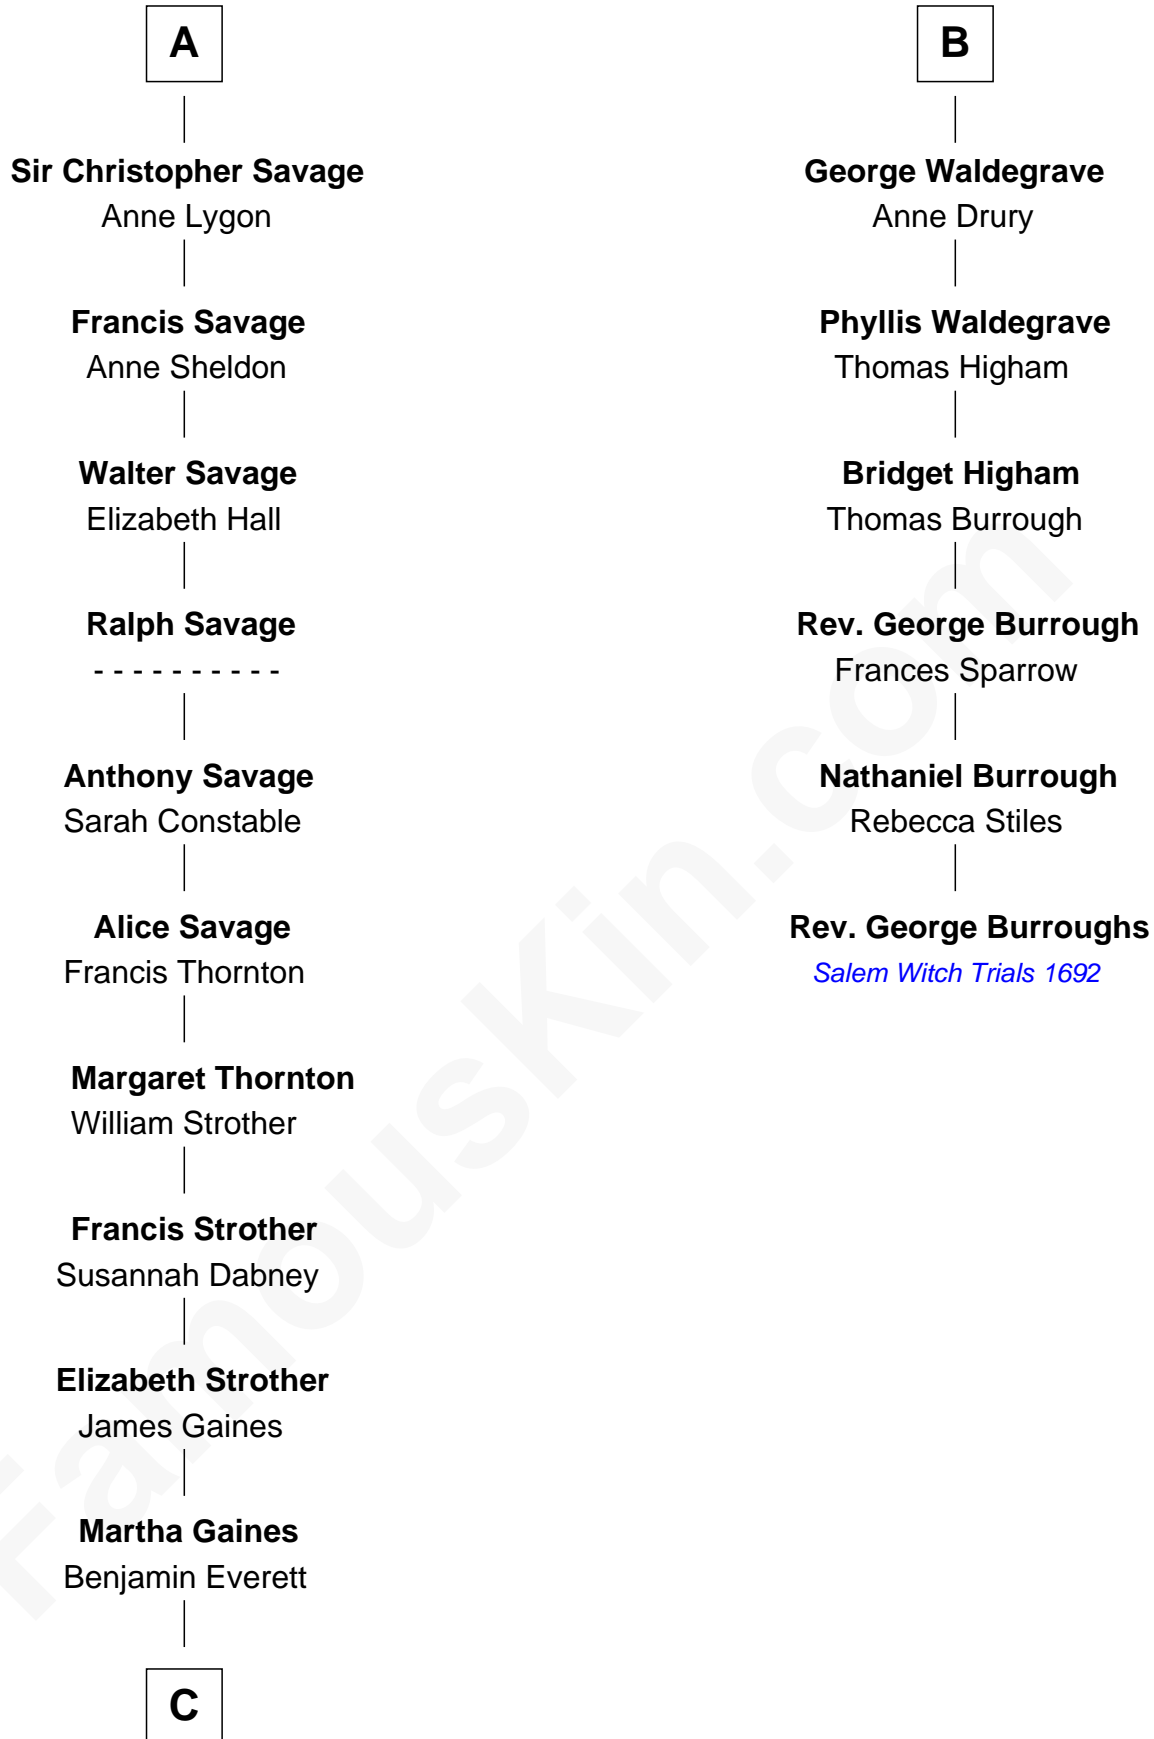 A
Sir Christopher Savage
Anne Lygon
Francis Savage
Anne Sheldon
Walter Savage
Elizabeth Hall
Ralph Savage
- - - - - - - - - -
Anthony Savage
Sarah Constable
Alice Savage
Francis Thornton
Margaret Thornton
William Strother
Francis Strother
Susannah Dabney
Elizabeth Strother
James Gaines
Martha Gaines
Benjamin Everett
C
B
George Waldegrave
Anne Drury
Phyllis Waldegrave
Thomas Higham
Bridget Higham
Thomas Burrough
Rev. George Burrough
Frances Sparrow
Nathaniel Burrough
Rebecca Stiles
Rev. George Burroughs
Salem Witch Trials 1692
FamousKin.com